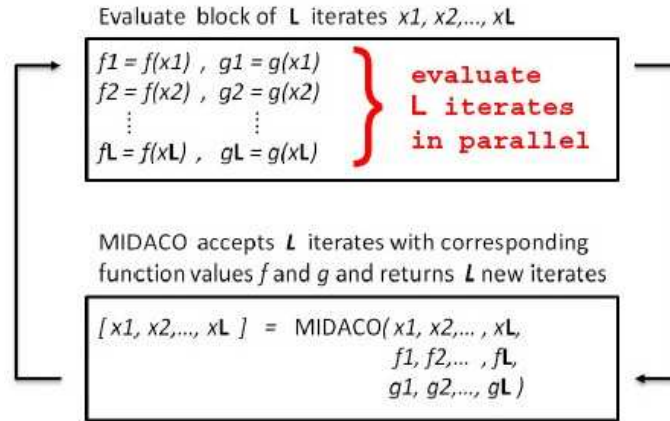 Evaluate block of L iterates x1, x2,..., xL
f1 = f(x1) , g1 = g(x1)
f2 = f(x2) , g2 = g(x2)
⋮ ⋮
fL = f(xL) , gL = g(xL)
evaluate
L iterates
in parallel
MIDACO accepts L iterates with corresponding
function values f and g and returns L new iterates
[ x1, x2,..., xL ] = MIDACO( x1, x2,... , xL,
f1, f2,... , fL,
g1, g2,..., gL )